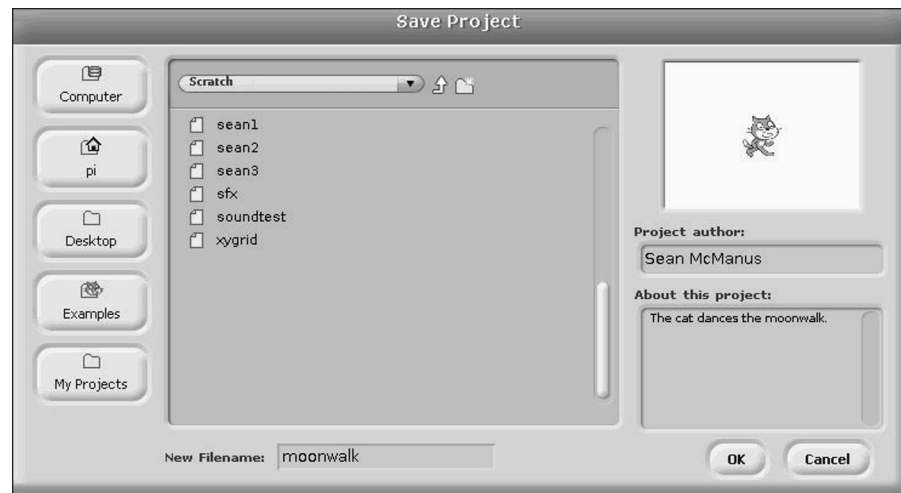 Save Project
Computer
pi
Desktop
Examples
My Projects
Scratch
sean1
sean2
sean3
sfx
soundtest
xygrid
Project author:
Sean McManus
About this project:
The cat dances the moonwalk.
New Filename: moonwalk
OK Cancel